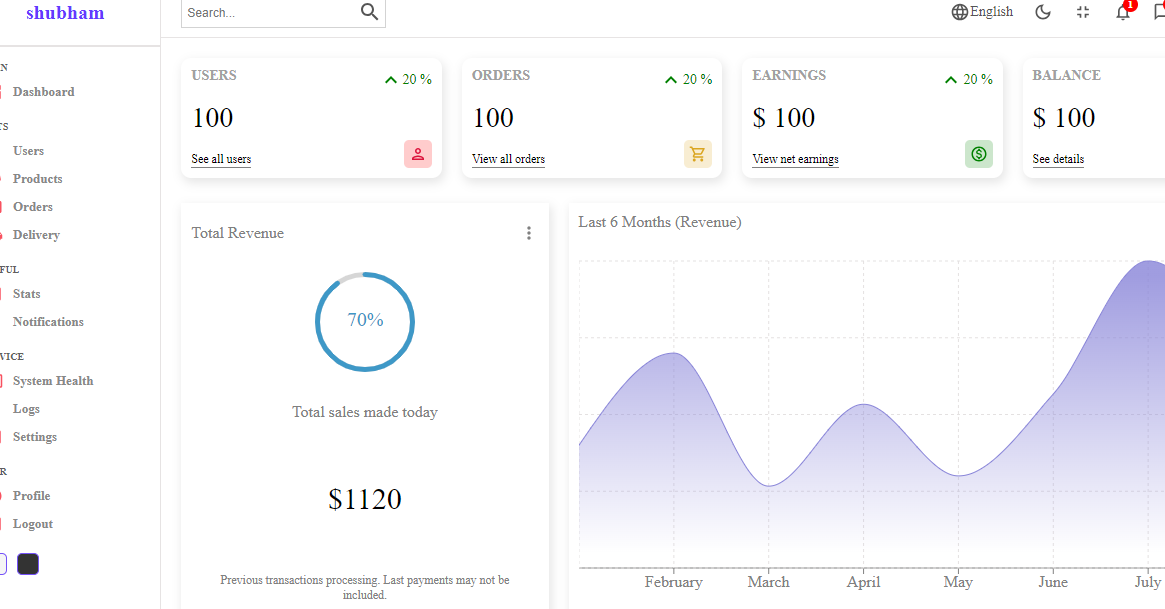 shubham
Search...
English
1
N
Dashboard
TS
Users
Products
Orders
Delivery
FUL
Stats
Notifications
VICE
System Health
Logs
Settings
R
Profile
Logout
USERS
20 %
100
See all users
ORDERS
20 %
100
View all orders
EARNINGS
20 %
$ 100
View net earnings
BALANCE
$ 100
See details
Total Revenue
70%
Total sales made today
$1120
Previous transactions processing. Last payments may not be
included.
Last 6 Months (Revenue)
February March April May June July